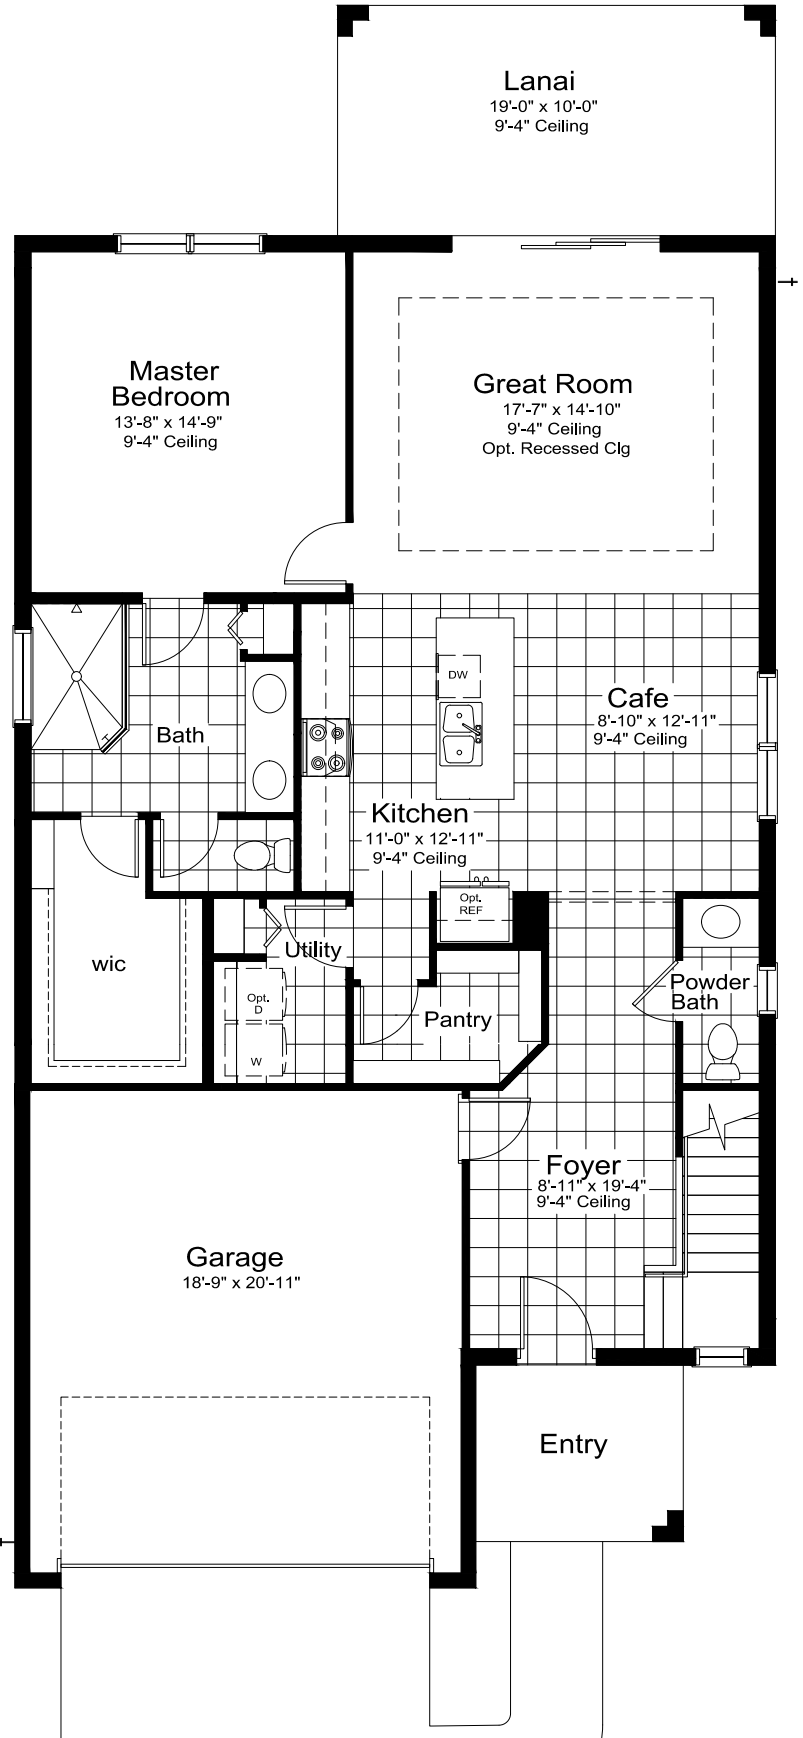 Lanai
19'-0" x 10'-0"
9'-4" Ceiling
Master
Bedroom
13'-8" x 14'-9"
9'-4" Ceiling
Great Room
17'-7" x 14'-10"
9'-4" Ceiling
Opt. Recessed Clg
DW
Cafe
8'-10" x 12'-11"
9'-4" Ceiling
Bath
Kitchen
11'-0" x 12'-11"
9'-4" Ceiling
Opt.
REF
Utility
wic
Opt.
D
W
Pantry
Powder
Bath
Foyer
8'-11" x 19'-4"
9'-4" Ceiling
Garage
18'-9" x 20'-11"
Entry